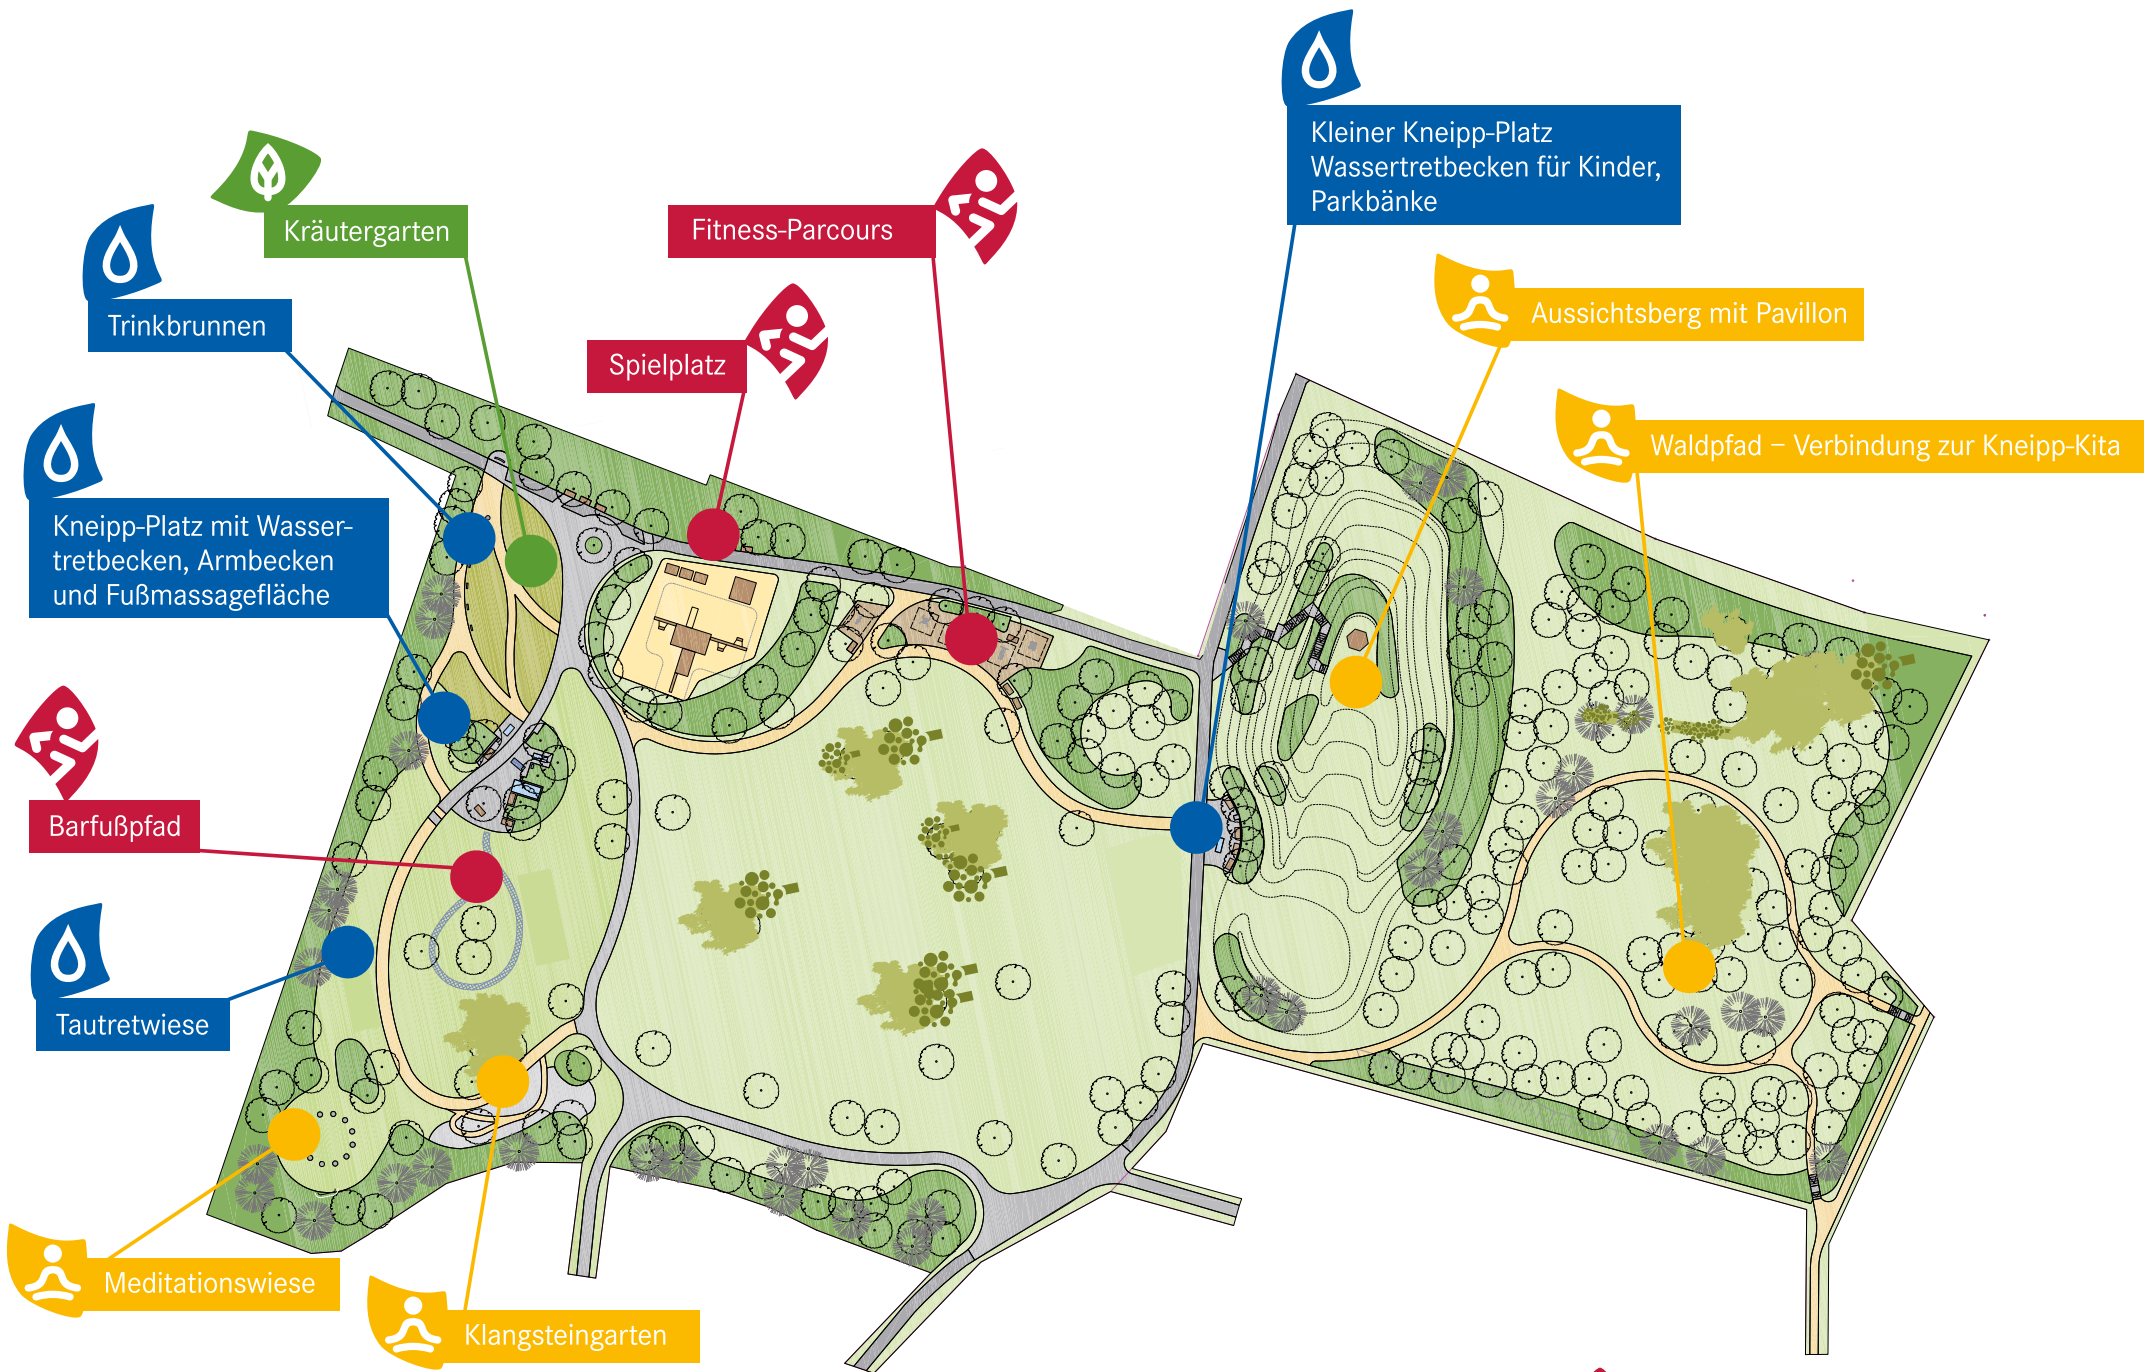 Kleiner Kneipp-Platz
Wassertretbecken für Kinder,
Parkbänke
Kräutergarten
Fitness-Parcours
Trinkbrunnen
Aussichtsberg mit Pavillon
Spielplatz
Waldpfad – Verbindung zur Kneipp-Kita
Kneipp-Platz mit Wasser-
tretbecken, Armbecken
und Fußmassagefläche
Barfußpfad
Tautretwiese
Meditationswiese
Klangsteingarten